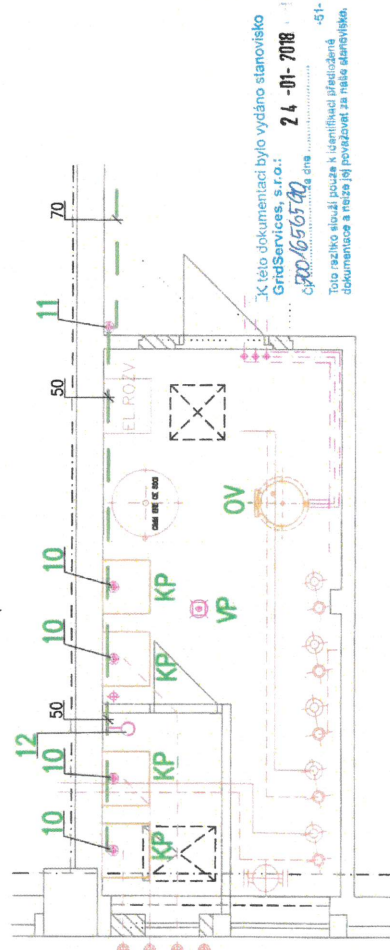 70
11
50
EL.ROZV.
10
10
50
12
10
10
KP
KP
KP
KP
VP
OV
K této dokumentaci bylo vydáno stanovisko
GridServices, s.r.o.:
ze dne 24-01-2018
-51-
Toto razítko slouží pouze k identifikaci předložené
dokumentace a nelze jej považovat za naše stanovisko.